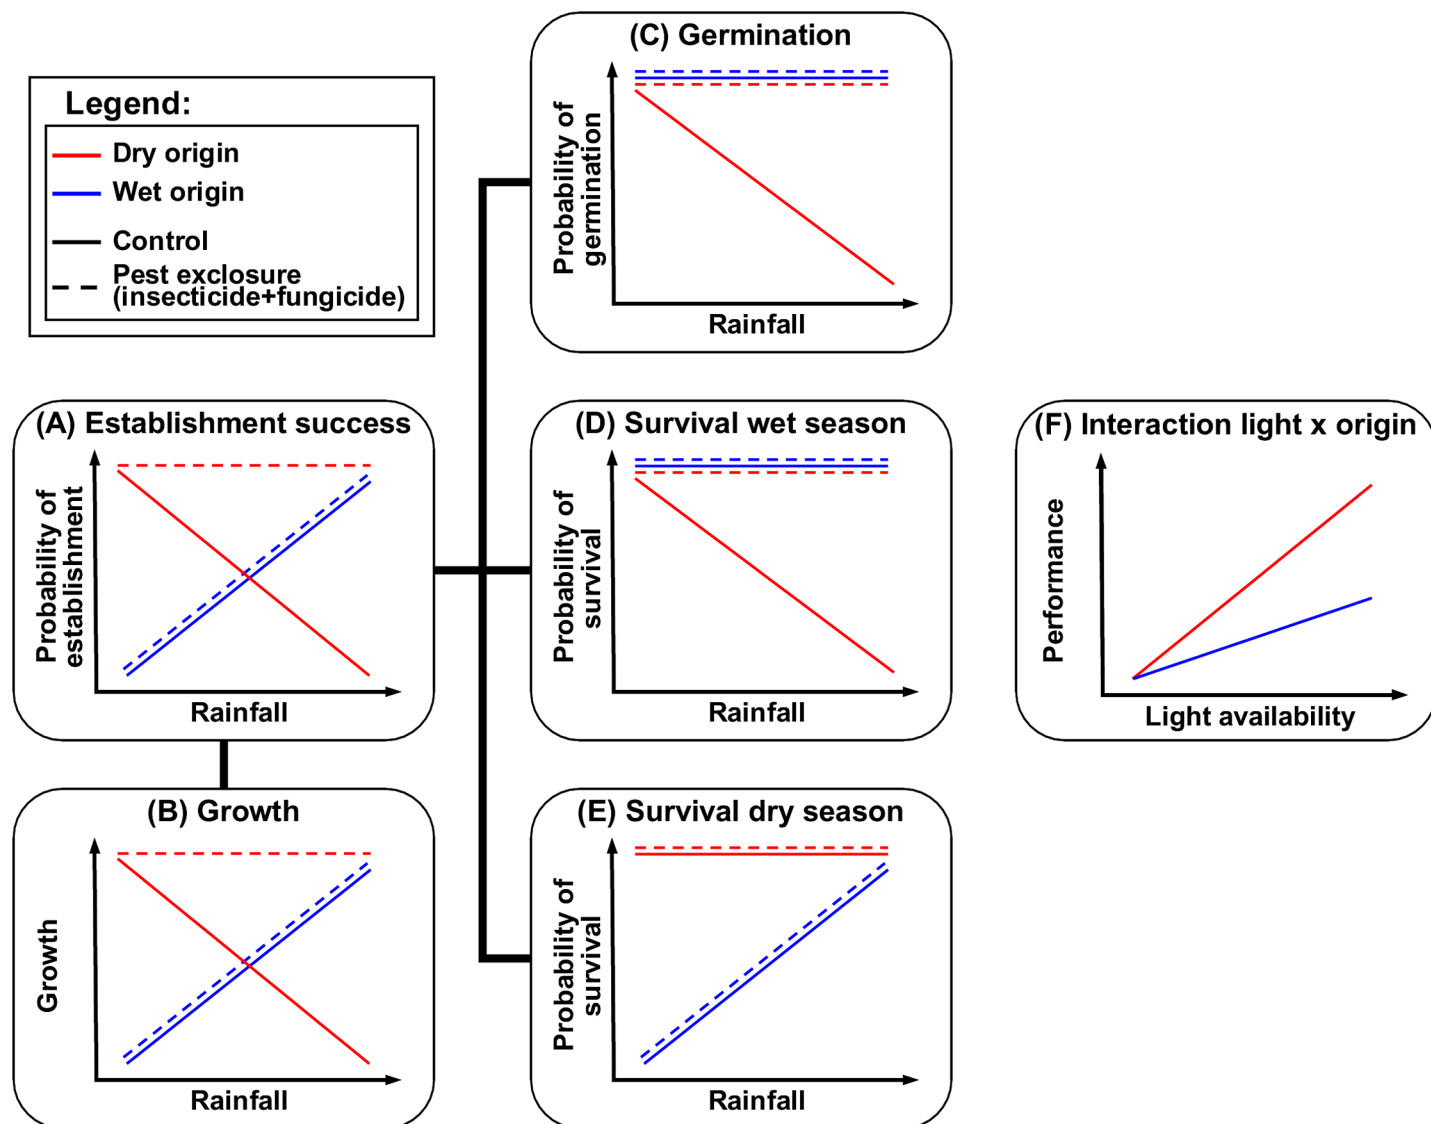 Legend:
Dry origin
Wet origin
Control
Pest exclosure
(insecticide+fungicide)
(A) Establishment success
Probability of
establishment
Rainfall
(B) Growth
Growth
Rainfall
(C) Germination
Probability of
germination
Rainfall
(D) Survival wet season
Probability of
survival
Rainfall
(E) Survival dry season
Probability of
survival
Rainfall
(F) Interaction light x origin
Performance
Light availability